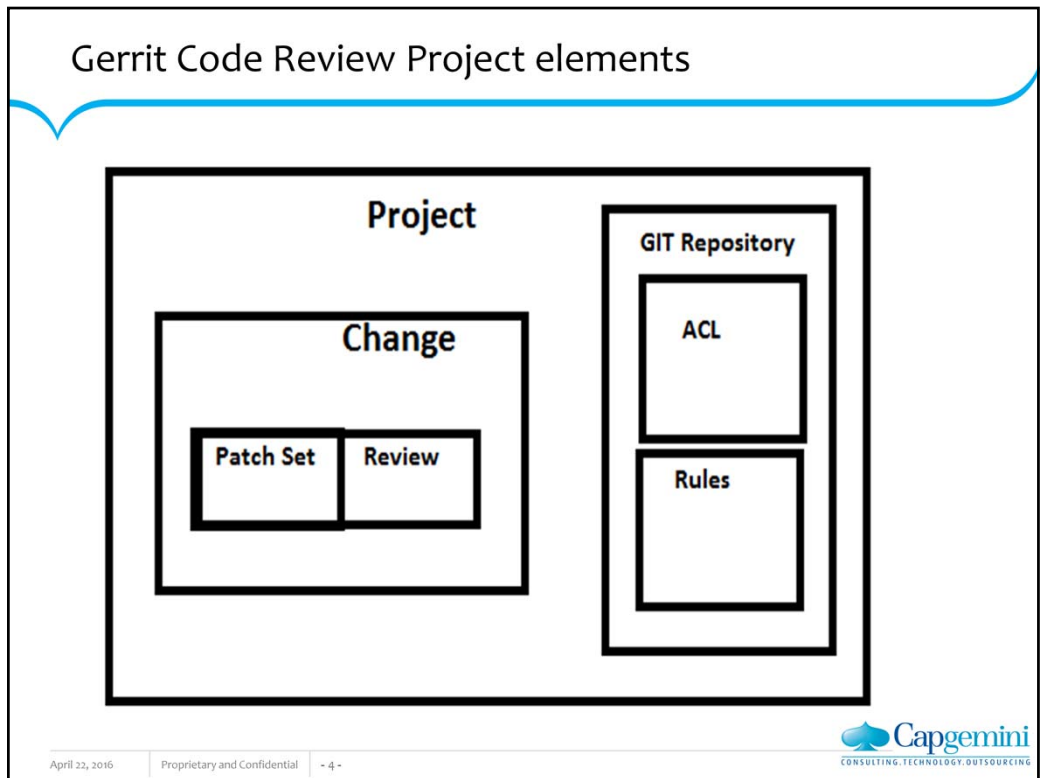 Gerrit Code Review Project elements
Project
GIT Repository
ACL
Change
Patch Set
Review
Rules
April 22, 2016
Proprietary and Confidential
- 4 -
Capgemini
CONSULTING.TECHNOLOGY.OUTSOURCING